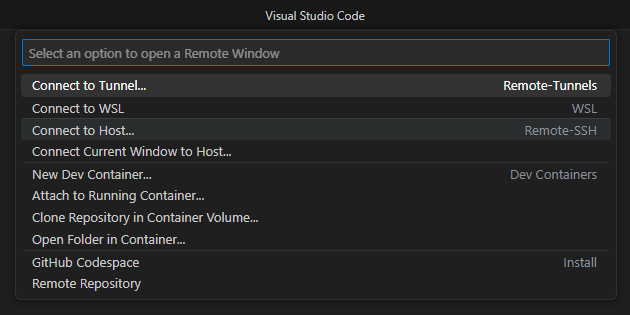 Visual Studio Code
Select an option to open a Remote Window
Connect to Tunnel... Remote-Tunnels
Connect to WSL WSL
Connect to Host... Remote-SSH
Connect Current Window to Host...
New Dev Container... Dev Containers
Attach to Running Container...
Clone Repository in Container Volume...
Open Folder in Container...
GitHub Codespace Install
Remote Repository